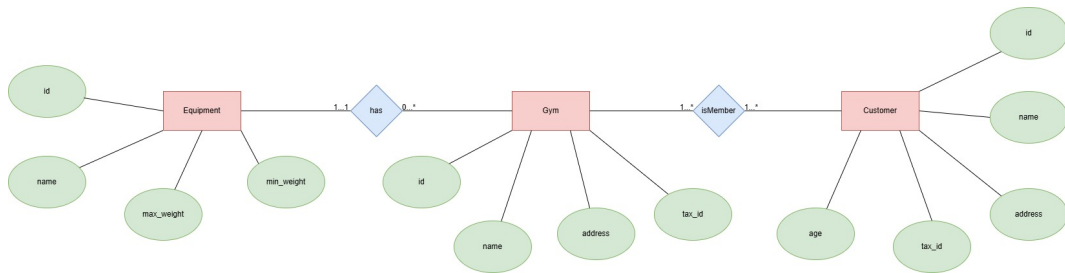 id
id
Equipment
1...1
has
0...*
Gym
1...*
isMember
1...*
Customer
name
name
max_weight
min_weight
id
name
address
tax_id
age
tax_id
address